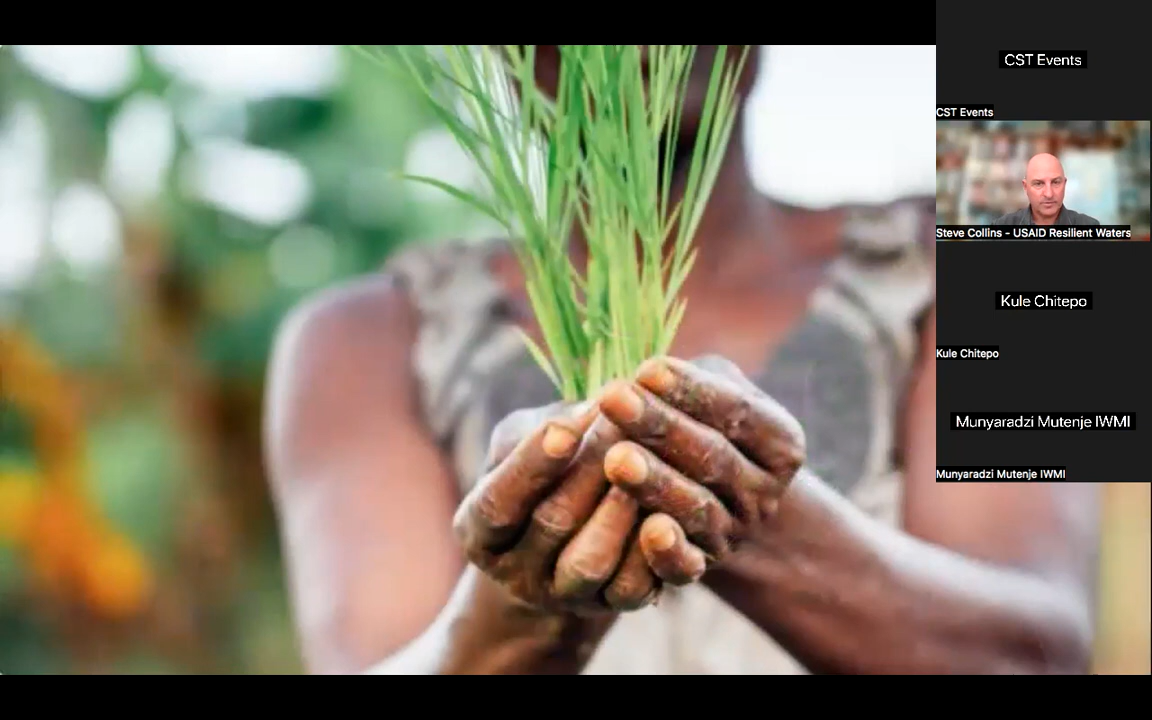 CST Events
CST Events
Steve Collins - USAID Resilient Waters
Kule Chitepo
Kule Chitepo
Munyaradzi Mutenje IWMI
Munyaradzi Mutenje IWMI